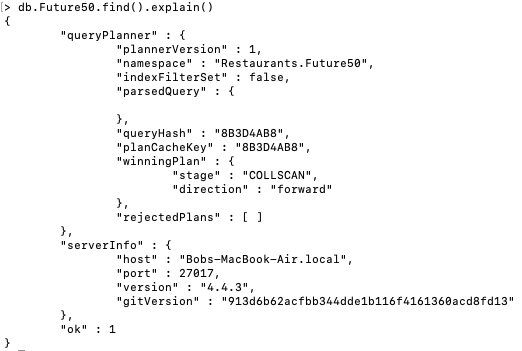 > db.Future50.find().explain()
{
        "queryPlanner" : {
                "plannerVersion" : 1,
                "namespace" : "Restaurants.Future50",
                "indexFilterSet" : false,
                "parsedQuery" : {

                },
                "queryHash" : "8B3D4AB8",
                "planCacheKey" : "8B3D4AB8",
                "winningPlan" : {
                        "stage" : "COLLSCAN",
                        "direction" : "forward"
                },
                "rejectedPlans" : [ ]
        },
        "serverInfo" : {
                "host" : "Bobs-MacBook-Air.local",
                "port" : 27017,
                "version" : "4.4.3",
                "gitVersion" : "913d6b62acfbb344dde1b116f4161360acd8fd13"
        },
        "ok" : 1
}